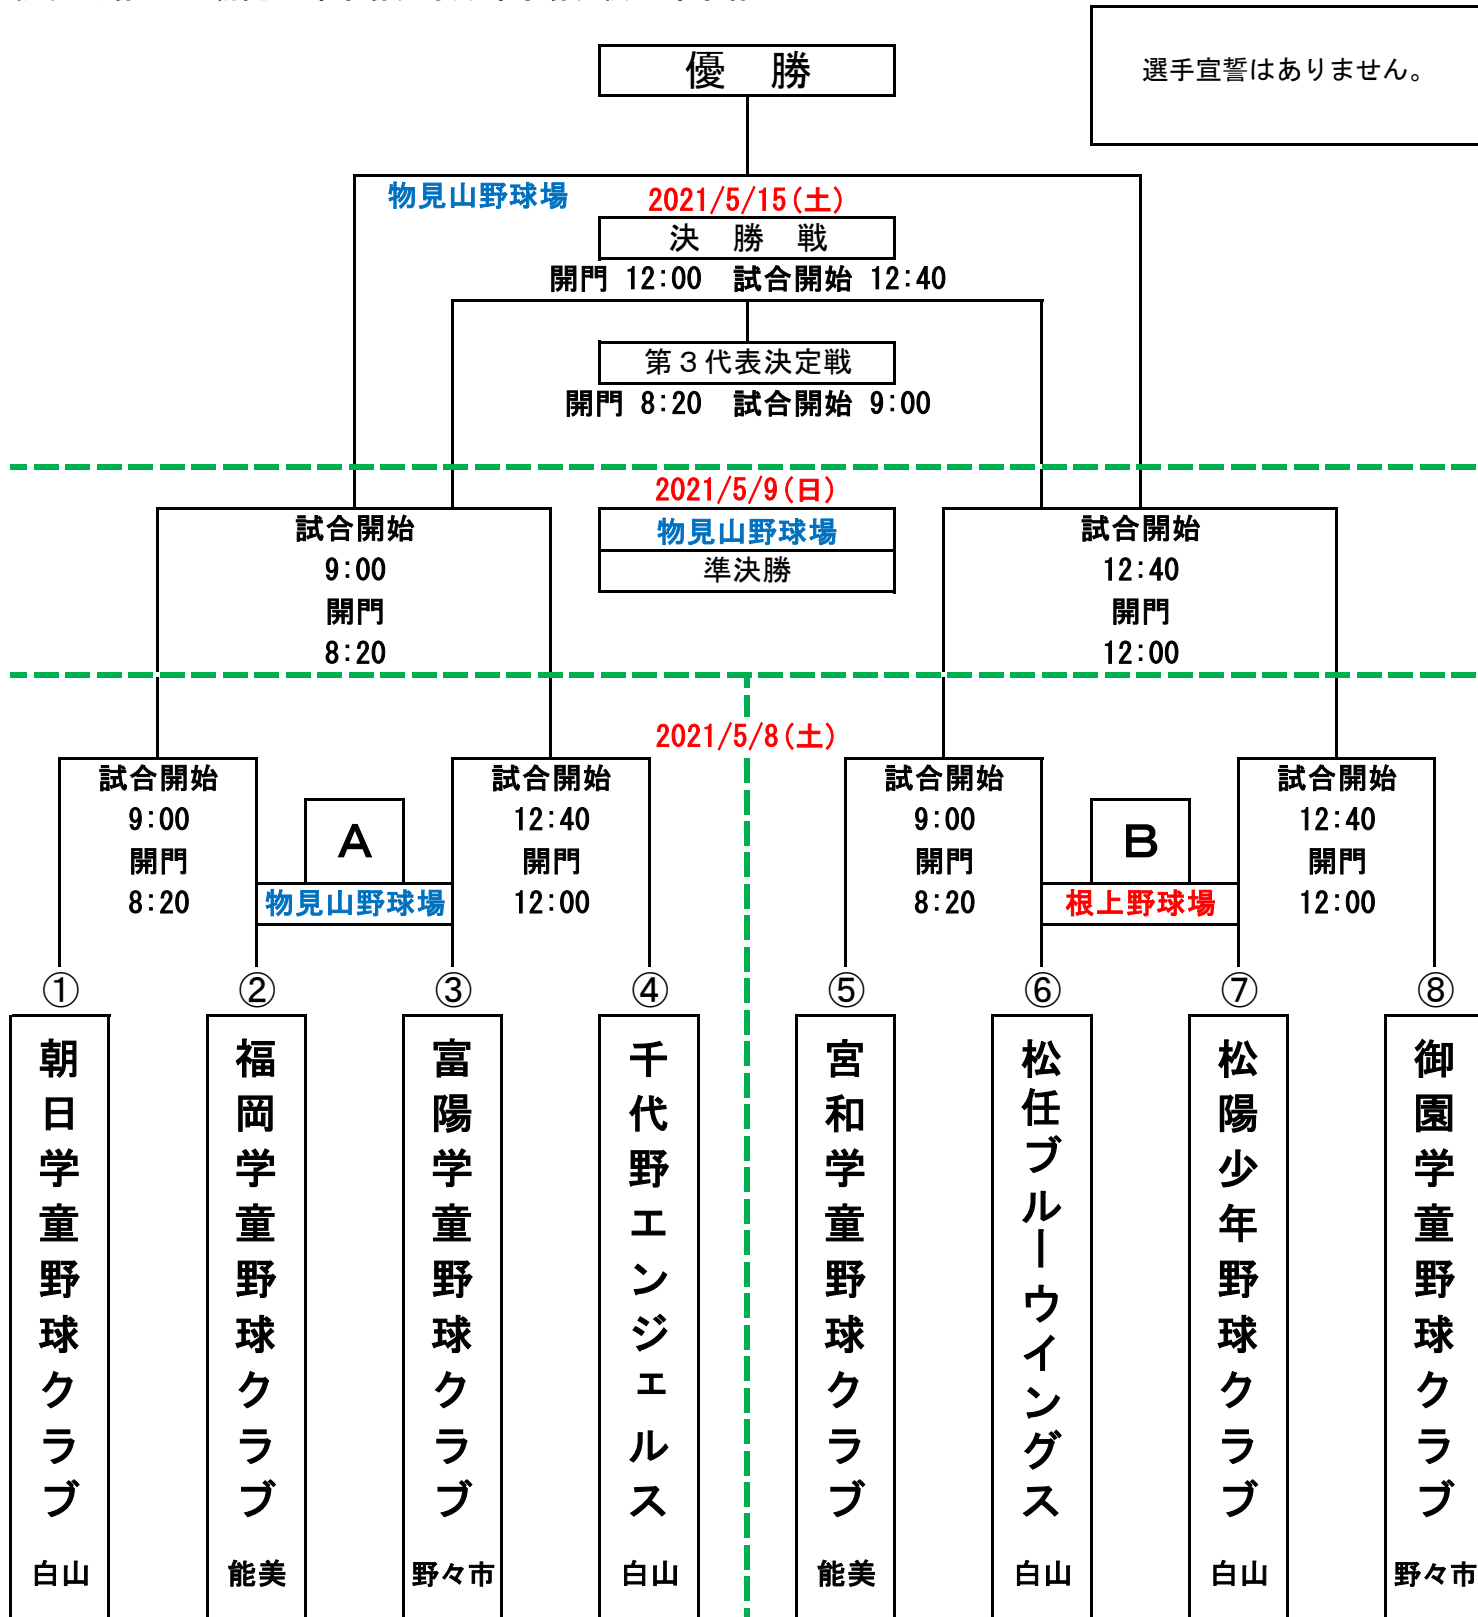 優　勝
選手宣誓はありません。
物見山野球場
2021/5/15(土)
決　勝　戦
開門 12:00　試合開始 12:40
第３代表決定戦
開門 8:20　試合開始 9:00
2021/5/9(日)
物見山野球場
準決勝
試合開始
9:00
開門
8:20
試合開始
12:40
開門
12:00
2021/5/8(土)
試合開始
9:00
開門
8:20
A
物見山野球場
試合開始
12:40
開門
12:00
試合開始
9:00
開門
8:20
B
根上野球場
試合開始
12:40
開門
12:00
①
朝日学童野球クラブ
白山
②
福岡学童野球クラブ
能美
③
富陽学童野球クラブ
野々市
④
千代野エンジェルス
白山
⑤
宮和学童野球クラブ
能美
⑥
松任ブルーウイングス
白山
⑦
松陽少年野球クラブ
白山
⑧
御園学童野球クラブ
野々市